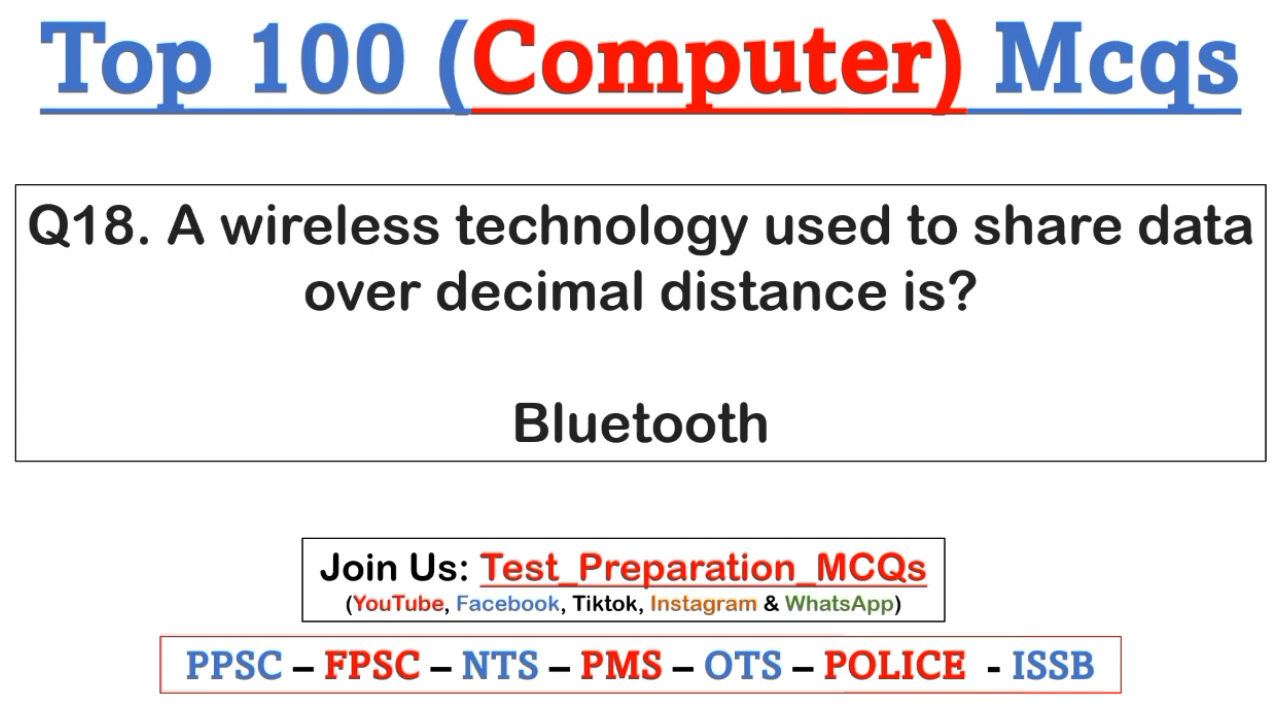 Top 100 (Computer) Mcqs
Q18. A wireless technology used to share data
over decimal distance is?
Bluetooth
Join Us: Test_Preparation_MCQs
(YouTube, Facebook, Tiktok, Instagram & WhatsApp)
PPSC – FPSC – NTS – PMS – OTS – POLICE - ISSB